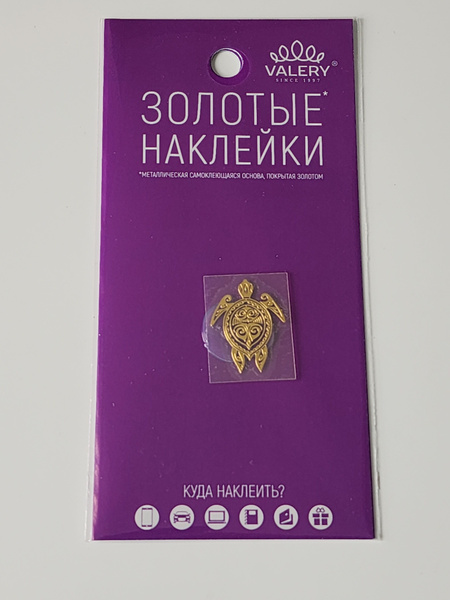 VALERY®
SINCE 1997
ЗОЛОТЫЕ*
НАКЛЕЙКИ
*МЕТАЛЛИЧЕСКАЯ САМОКЛЕЮЩАЯСЯ ОСНОВА, ПОКРЫТАЯ ЗОЛОТОМ
КУДА НАКЛЕИТЬ?